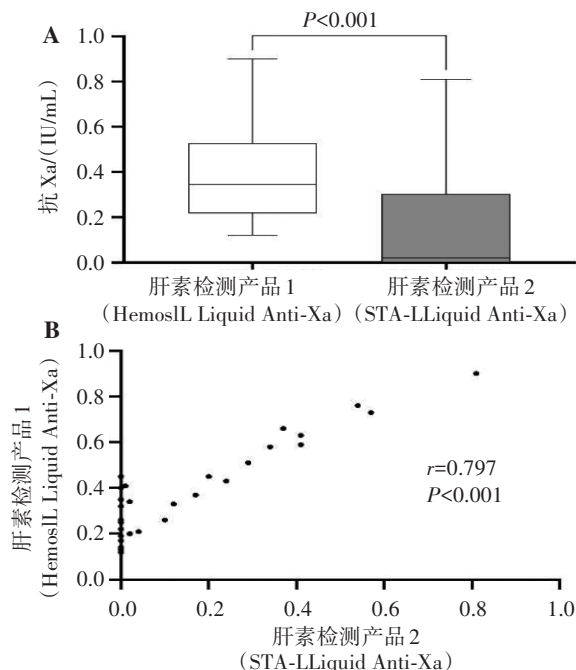 A
P<0.001
抗 Xa/(IU/mL)
1.0
0.8
0.6
0.4
0.2
0.0
肝素检测产品1
（HemosIL Liquid Anti-Xa）
肝素检测产品2
（STA-LLiquid Anti-Xa）
B
肝素检测产品1
（HemosIL Liquid Anti-Xa）
1.0
0.8
0.6
0.4
0.2
0.0
r=0.797
P<0.001
0.0 0.2 0.4 0.6 0.8 1.0
肝素检测产品2
（STA-LLiquid Anti-Xa）